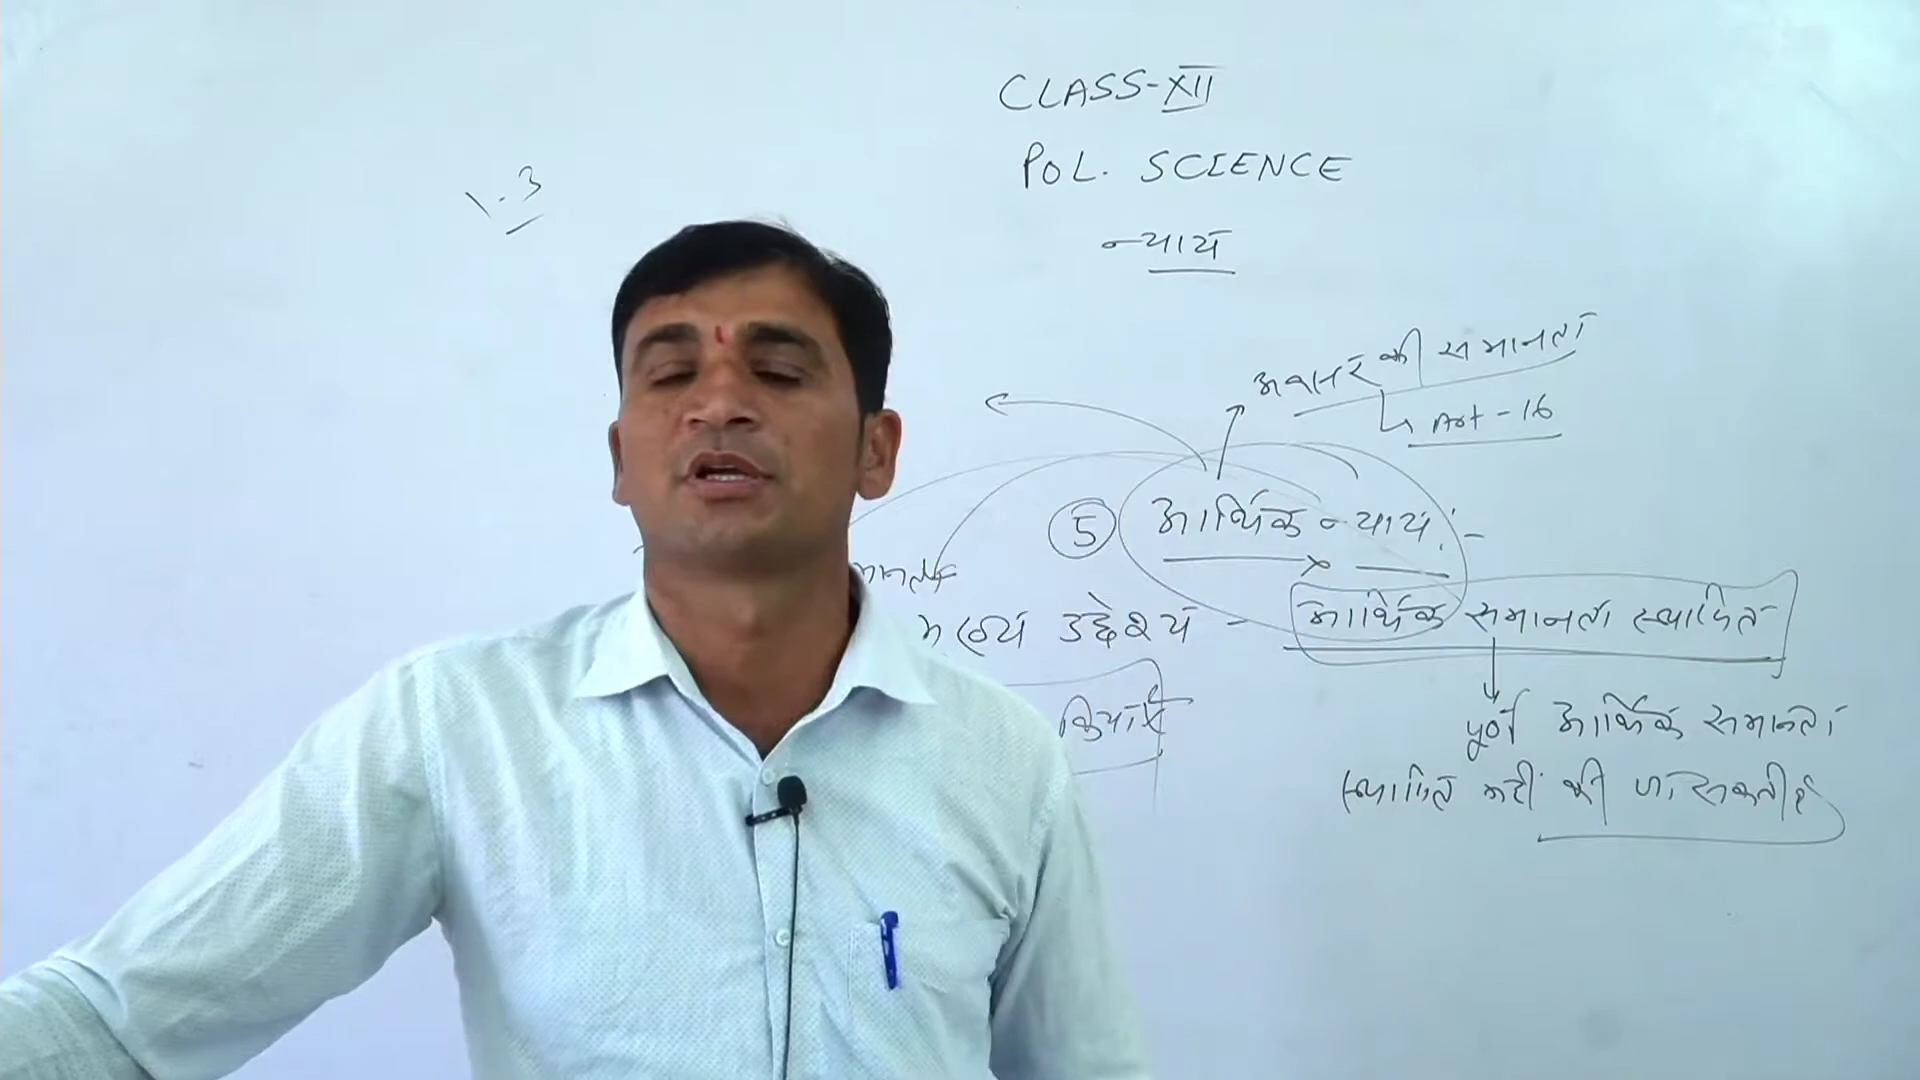 CLASS-XII
POL. SCIENCE
1.3
न्याय
अवसर की समानता
Art-16
5 आर्थिक न्याय :-
उद्देश्य - आर्थिक समानता स्थापित
पूर्ण आर्थिक समानता
स्थापित नहीं की जा सकती है